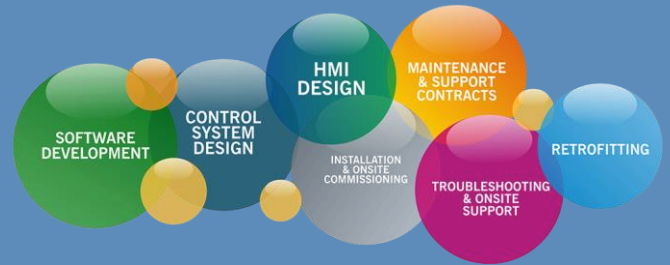 SOFTWARE
DEVELOPMENT
CONTROL
SYSTEM
DESIGN
HMI
DESIGN
INSTALLATION
& ONSITE
COMMISSIONING
MAINTENANCE
& SUPPORT
CONTRACTS
TROUBLESHOOTING
& ONSITE
SUPPORT
RETROFITTING